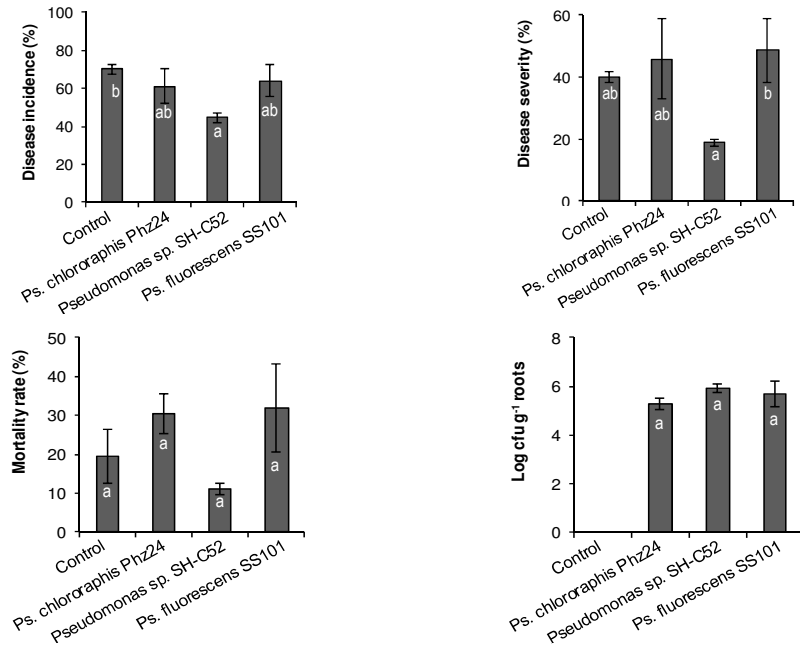 Disease incidence (%)
100
80
60
40
20
0
b
ab
a
ab
Control
Ps. chlororaphis Phz24
Pseudomonas sp. SH-C52
Ps. fluorescens SS101
Disease severity (%)
60
40
20
0
ab
ab
a
b
Control
Ps. chlororaphis Phz24
Pseudomonas sp. SH-C52
Ps. fluorescens SS101
Mortality rate (%)
50
40
30
20
10
0
a
a
a
a
Control
Ps. chlororaphis Phz24
Pseudomonas sp. SH-C52
Ps. fluorescens SS101
Log cfu g-1 roots
8
6
4
2
0
a
a
a
Control
Ps. chlororaphis Phz24
Pseudomonas sp. SH-C52
Ps. fluorescens SS101